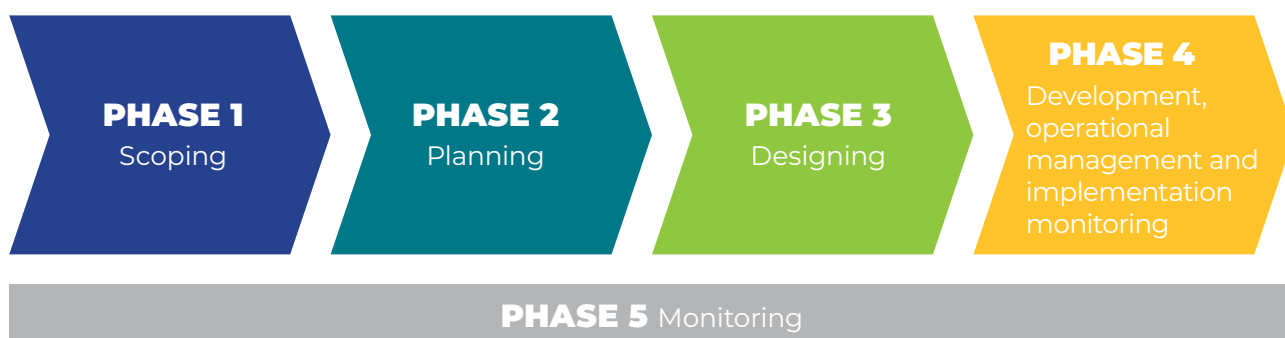 PHASE 1
Scoping
PHASE 2
Planning
PHASE 3
Designing
PHASE 4
Development,
operational
management and
implementation
monitoring
PHASE 5 Monitoring